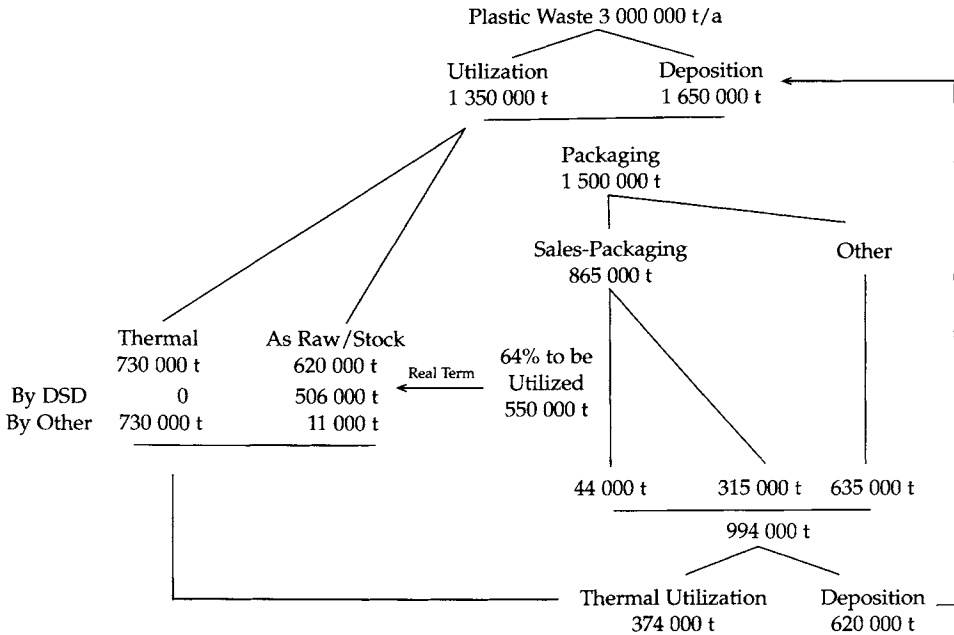 Plastic Waste 3 000 000 t/a
Utilization Deposition
1 350 000 t 1 650 000 t
Packaging
1 500 000 t
Sales-Packaging Other
865 000 t
Thermal As Raw/Stock
730 000 t 620 000 t
By DSD 0 506 000 t
By Other 730 000 t 11 000 t
Real Term
64% to be
Utilized
550 000 t
44 000 t 315 000 t 635 000 t
994 000 t
Thermal Utilization Deposition
374 000 t 620 000 t